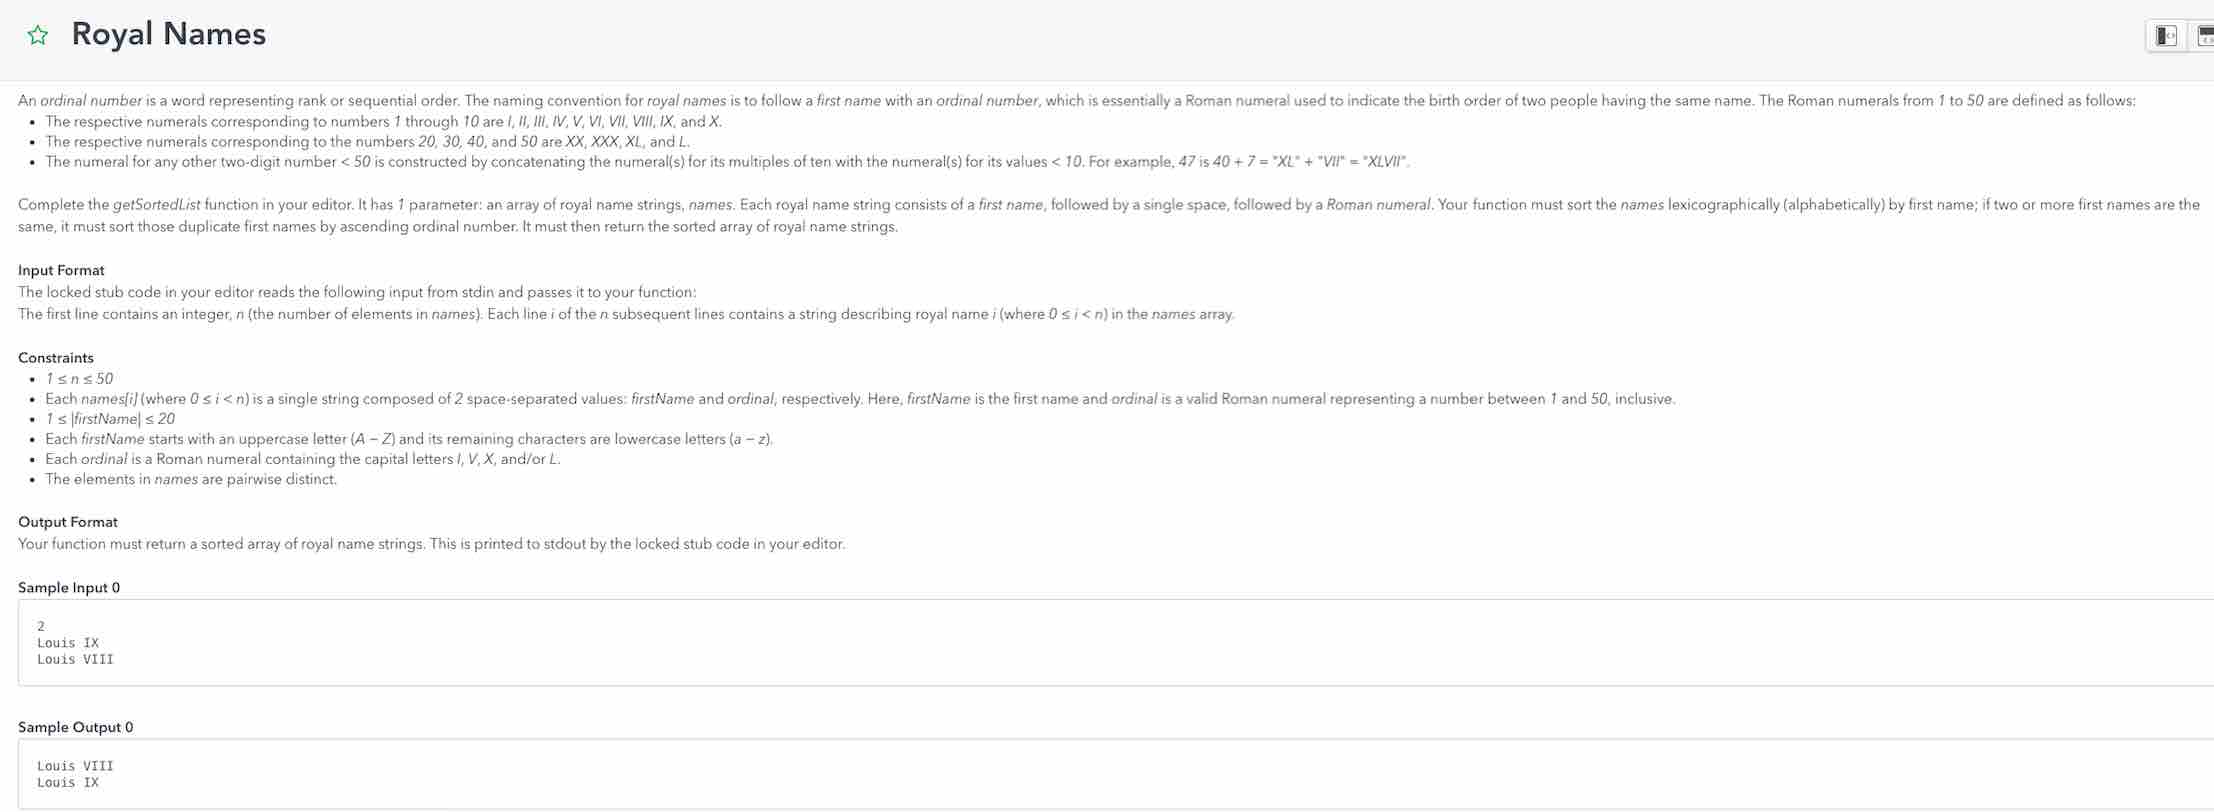 Royal Names
An ordinal number is a word representing rank or sequential order. The naming convention for royal names is to follow a first name with an ordinal number, which is essentially a Roman numeral used to indicate the birth order of two people having the same name. The Roman numerals from 1 to 50 are defined as follows:
• The respective numerals corresponding to numbers 1 through 10 are I, II, III, IV, V, VI, VII, VIII, IX, and X.
• The respective numerals corresponding to the numbers 20, 30, 40, and 50 are XX, XXX, XL, and L.
• The numeral for any other two-digit number < 50 is constructed by concatenating the numeral(s) for its multiples of ten with the numeral(s) for its values < 10. For example, 47 is 40 + 7 = "XL" + "VII" = "XLVII".
Complete the getSortedList function in your editor. It has 1 parameter: an array of royal name strings, names. Each royal name string consists of a first name, followed by a single space, followed by a Roman numeral. Your function must sort the names lexicographically (alphabetically) by first name; if two or more first names are the
same, it must sort those duplicate first names by ascending ordinal number. It must then return the sorted array of royal name strings.
Input Format
The locked stub code in your editor reads the following input from stdin and passes it to your function:
The first line contains an integer, n (the number of elements in names). Each line i of the n subsequent lines contains a string describing royal name i (where 0 ≤ i < n) in the names array.
Constraints
• 1 ≤ n ≤ 50
• Each names[i] (where 0 ≤ i < n) is a single string composed of 2 space-separated values: firstName and ordinal, respectively. Here, firstName is the first name and ordinal is a valid Roman numeral representing a number between 1 and 50, inclusive.
• 1 ≤ |firstName| ≤ 20
• Each firstName starts with an uppercase letter (A − Z) and its remaining characters are lowercase letters (a − z).
• Each ordinal is a Roman numeral containing the capital letters I, V, X, and/or L.
• The elements in names are pairwise distinct.
Output Format
Your function must return a sorted array of royal name strings. This is printed to stdout by the locked stub code in your editor.
Sample Input 0
2
Louis IX
Louis VIII
Sample Output 0
Louis VIII
Louis IX